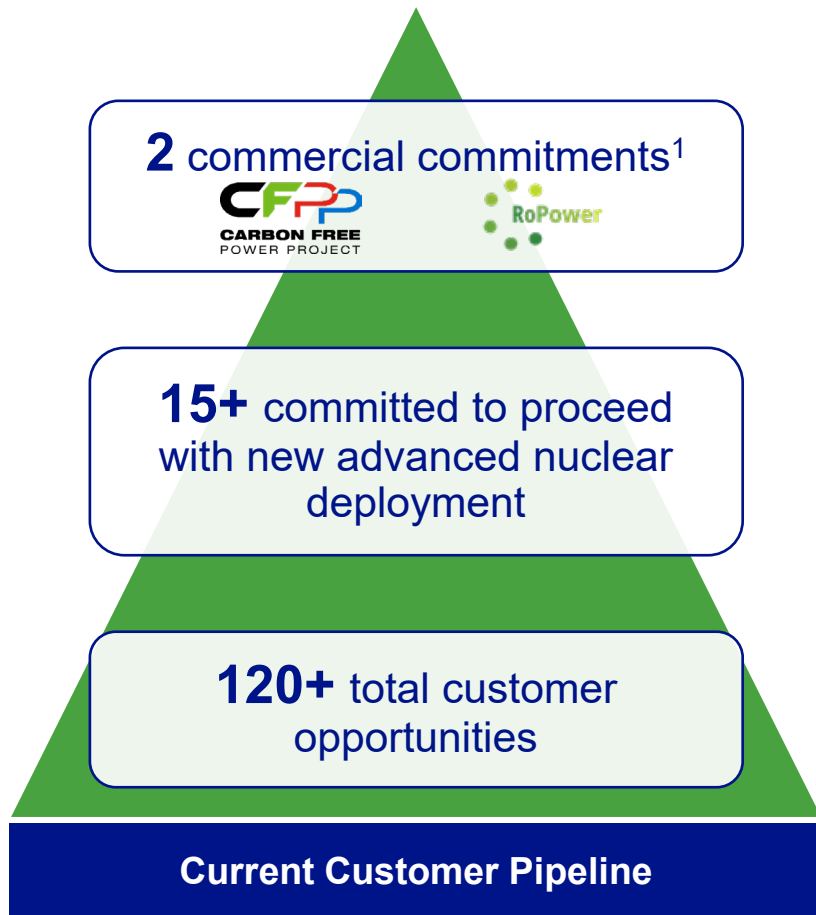 2 commercial commitments¹
CFPP
CARBON FREE
POWER PROJECT
RoPower
15+ committed to proceed
with new advanced nuclear
deployment
120+ total customer
opportunities
Current Customer Pipeline